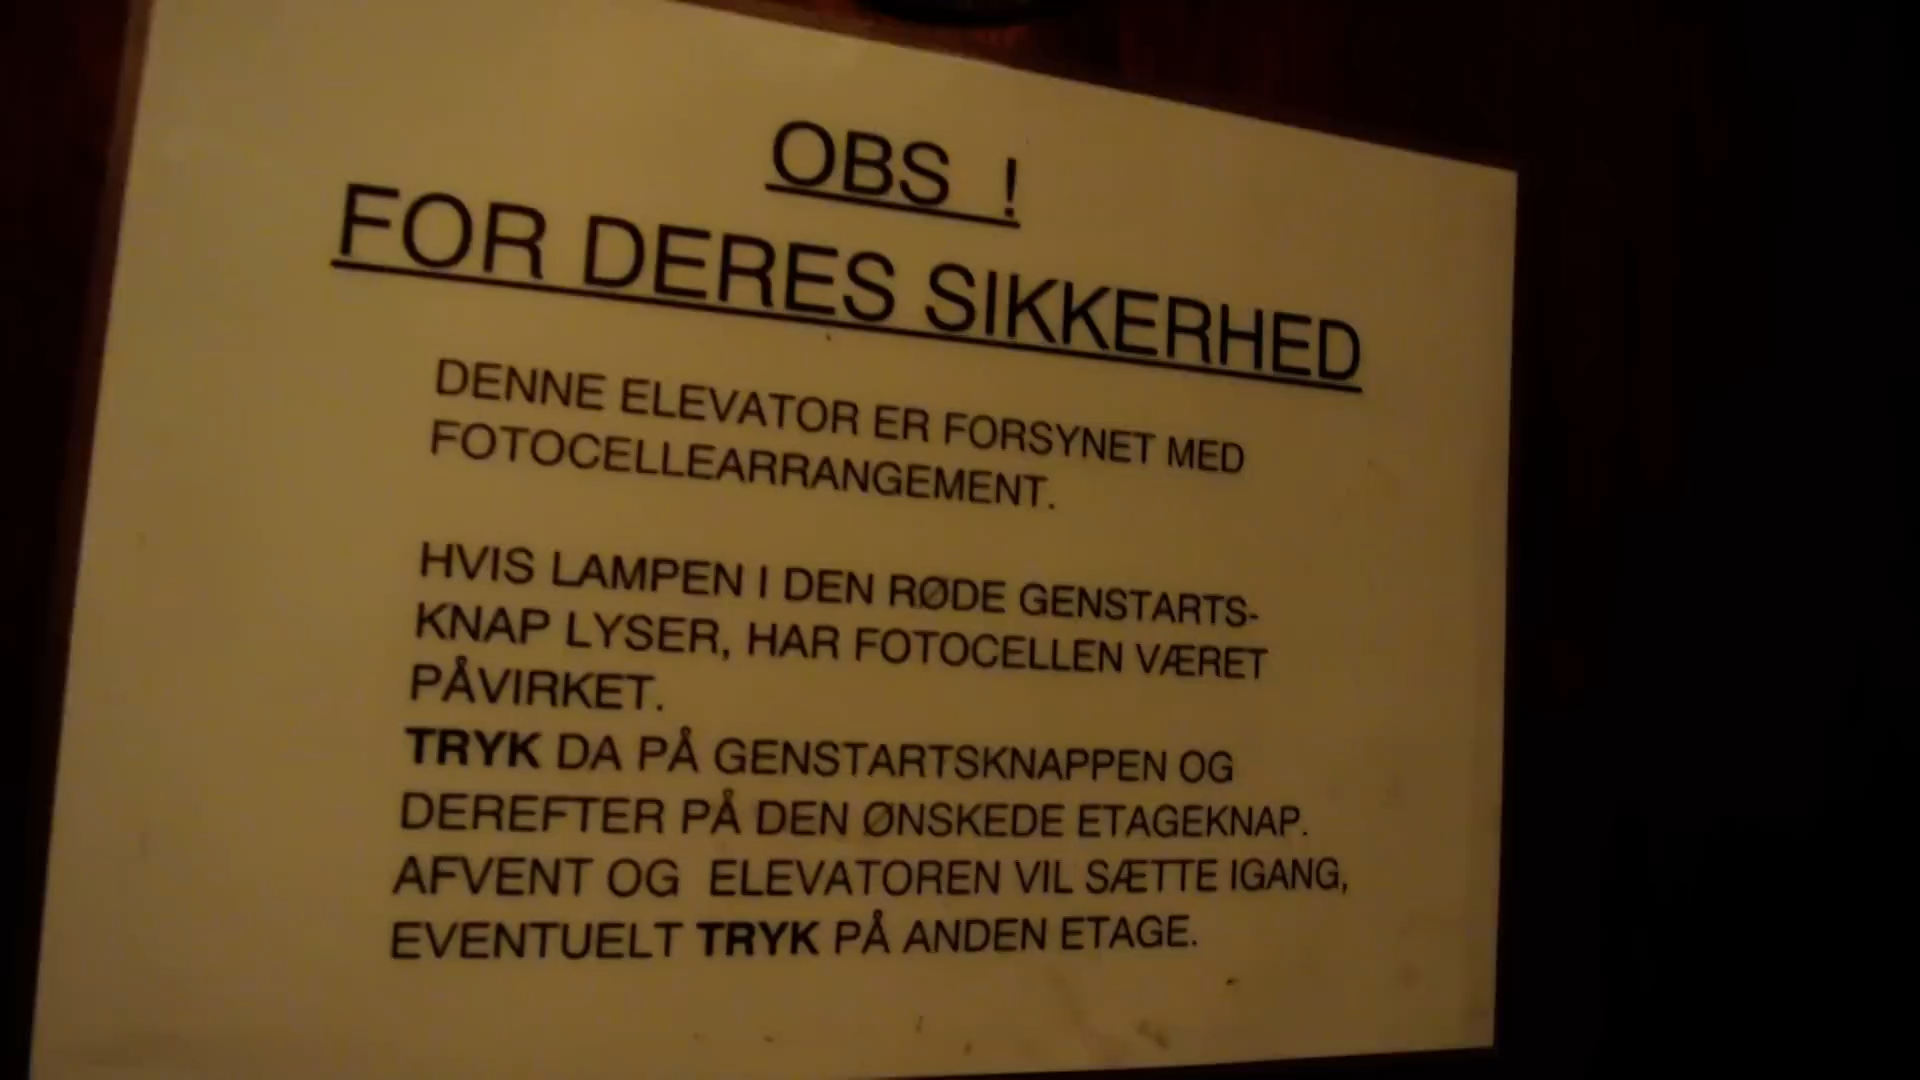 OBS !
FOR DERES SIKKERHED
DENNE ELEVATOR ER FORSYNET MED
FOTOCELLEARRANGEMENT.
HVIS LAMPEN I DEN RØDE GENSTARTS-
KNAP LYSER, HAR FOTOCELLEN VÆRET
PÅVIRKET.
TRYK DA PÅ GENSTARTSKNAPPEN OG
DEREFTER PÅ DEN ØNSKEDE ETAGEKNAP.
AFVENT OG ELEVATOREN VIL SÆTTE IGANG,
EVENTUELT TRYK PÅ ANDEN ETAGE.